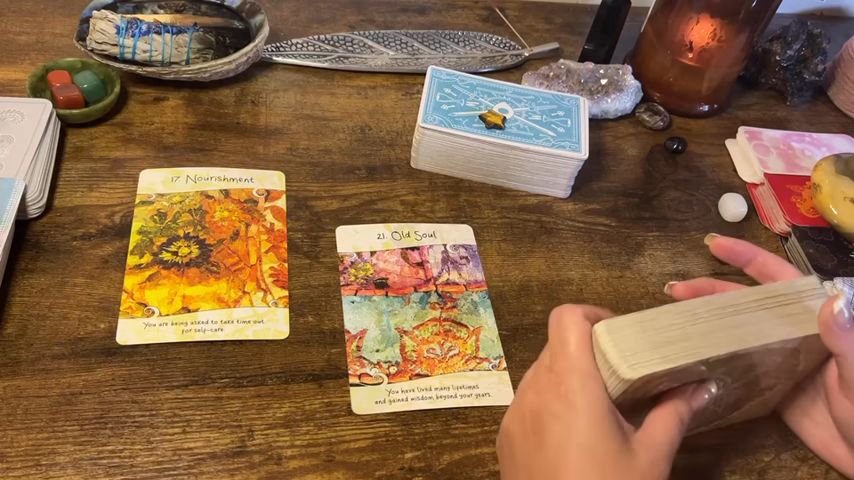 17. Nourishment
You are being asked to take time out
for self-care.
21. Old Soul
You have lived many lifetimes
and gained wisdom beyond your years.